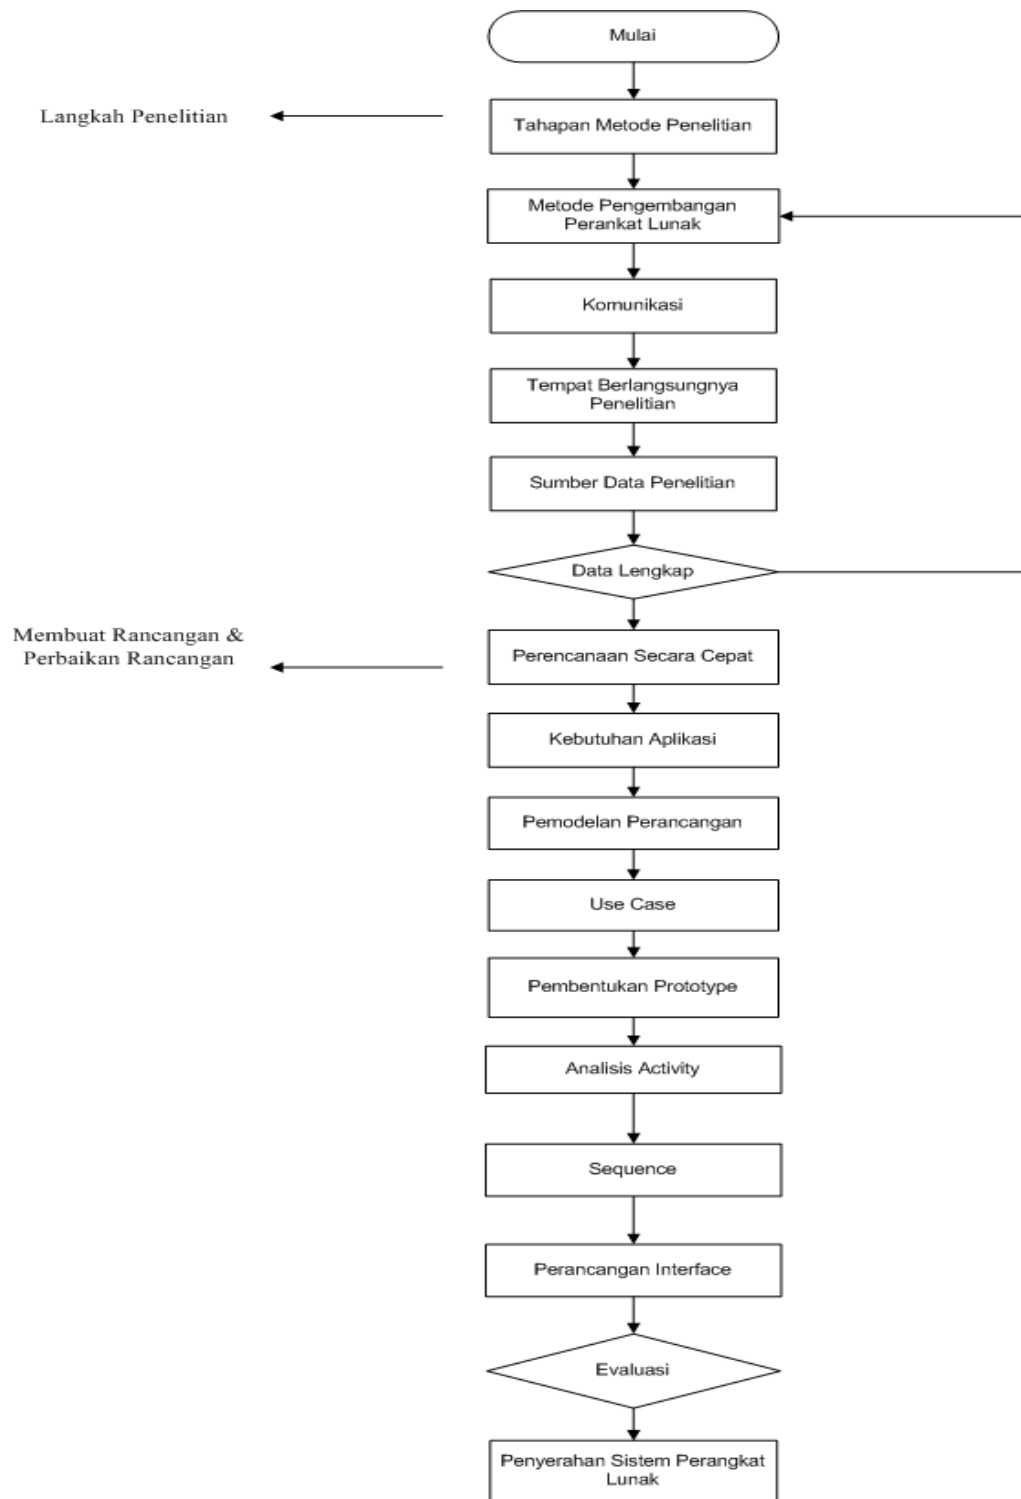 Mulai
Langkah Penelitian
Tahapan Metode Penelitian
Metode Pengembangan
Perankat Lunak
Komunikasi
Tempat Berlangsungnya
Penelitian
Sumber Data Penelitian
Data Lengkap
Membuat Rancangan &
Perbaikan Rancangan
Perencanaan Secara Cepat
Kebutuhan Aplikasi
Pemodelan Perancangan
Use Case
Pembentukan Prototype
Analisis Activity
Sequence
Perancangan Interface
Evaluasi
Penyerahan Sistem Perangkat
Lunak